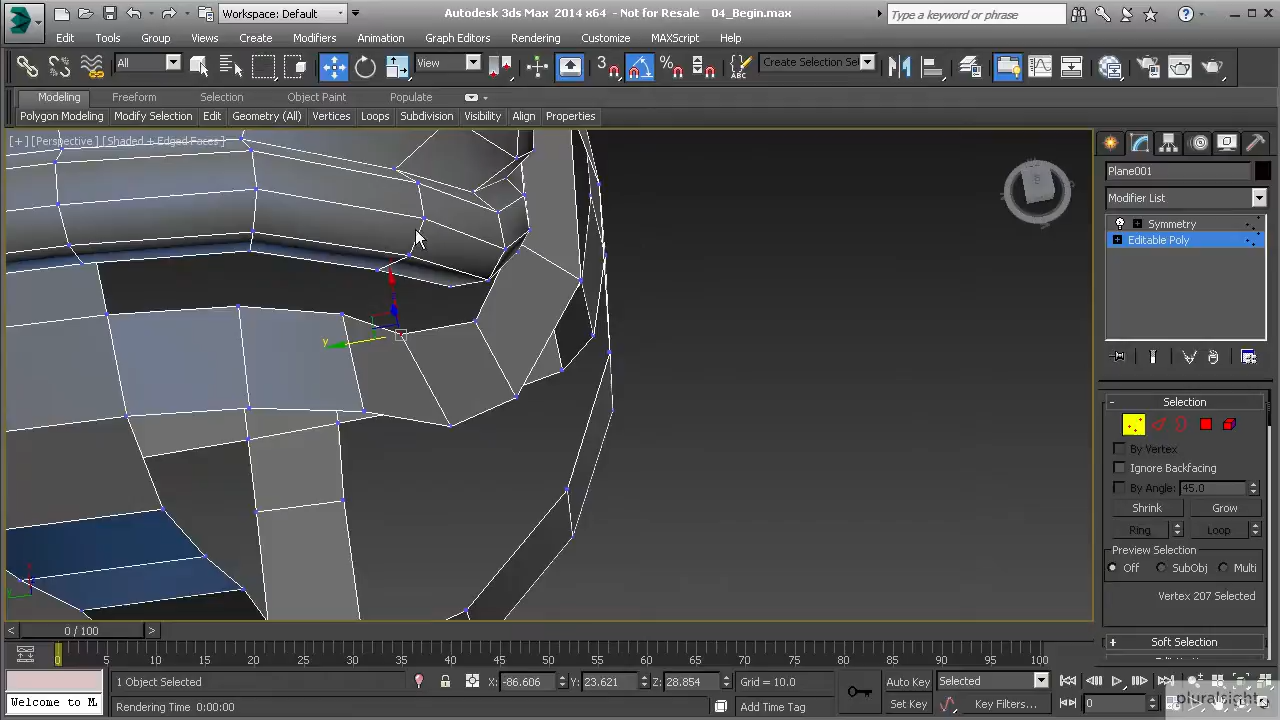 Workspace: Default
Autodesk 3ds Max 2014 x64 - Not for Resale 04_Begin.max
Type a keyword or phrase
Edit Tools Group Views Create Modifiers Animation Graph Editors Rendering Customize MAXScript Help
All View 3 Create Selection Se
Modeling Freeform Selection Object Paint Populate
Polygon Modeling Modify Selection Edit Geometry (All) Vertices Loops Subdivision Visibility Align Properties
[+] [Perspective] [Shaded + Edged Faces]
Plane001
Modifier List
Symmetry
Editable Poly
Selection
By Vertex
Ignore Backfacing
By Angle: 45.0
Shrink Grow
Ring Loop
Preview Selection
Off SubObj Multi
Vertex 207 Selected
Soft Selection
y
0 / 100
0 5 10 15 20 25 30 35 40 45 50 55 60 65 70 75 80 85 90 95 100
1 Object Selected X: -86.606 Y: 23.621 Z: 28.854 Grid = 10.0 Auto Key Selected
Welcome to M Rendering Time 0:00:00 Add Time Tag Set Key Key Filters... 0
pluralsight